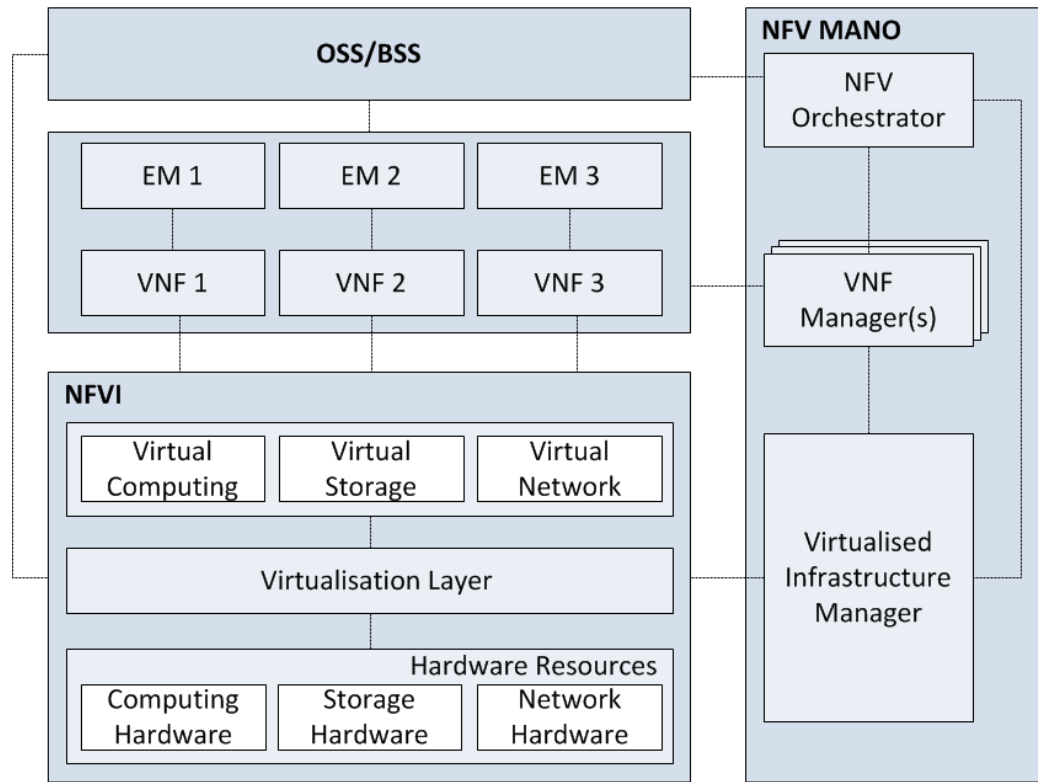 OSS/BSS
EM 1
EM 2
EM 3
VNF 1
VNF 2
VNF 3
NFVI
Virtual
Computing
Virtual
Storage
Virtual
Network
Virtualisation Layer
Hardware Resources
Computing
Hardware
Storage
Hardware
Network
Hardware
NFV MANO
NFV
Orchestrator
VNF
Manager(s)
Virtualised
Infrastructure
Manager